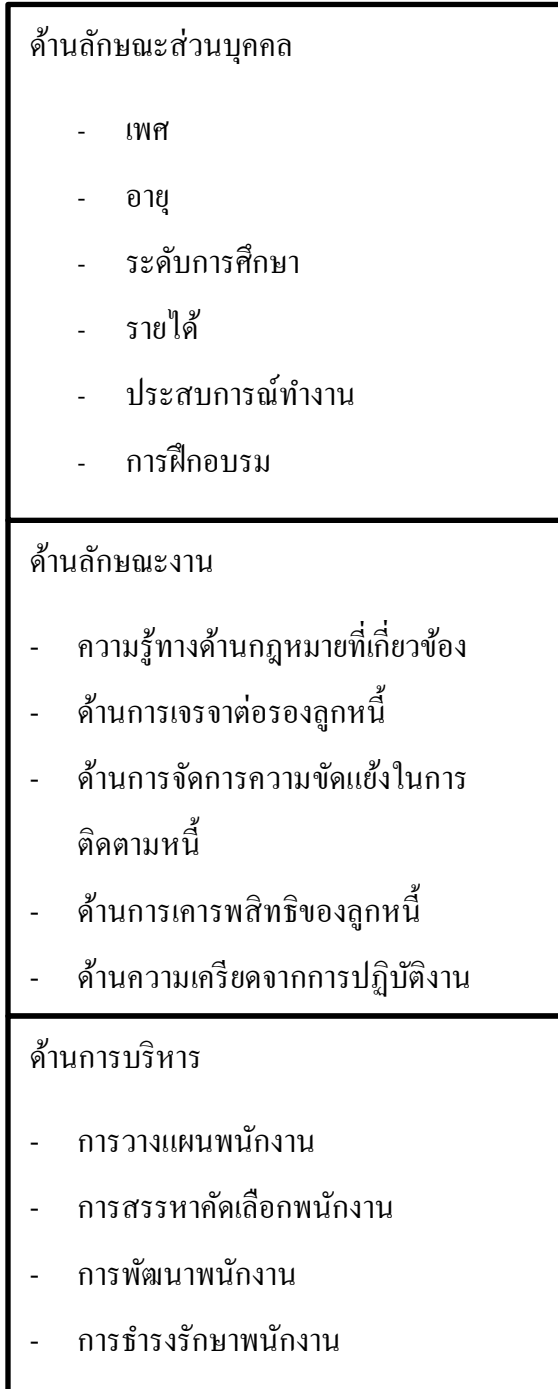 ด้านลักษณะส่วนบุคคล
- เพศ
- อายุ
- ระดับการศึกษา
- รายได้
- ประสบการณ์ทำงาน
- การฝึกอบรม
ด้านลักษณะงาน
- ความรู้ทางด้านกฎหมายที่เกี่ยวข้อง
- ด้านการเจรจาต่อรองลูกหนี้
- ด้านการจัดการความขัดแย้งในการ
ติดตามหนี้
- ด้านการเคารพสิทธิของลูกหนี้
- ด้านความเครียดจากการปฏิบัติงาน
ด้านการบริหาร
- การวางแผนพนักงาน
- การสรรหาคัดเลือกพนักงาน
- การพัฒนาพนักงาน
- การธำรงรักษาพนักงาน